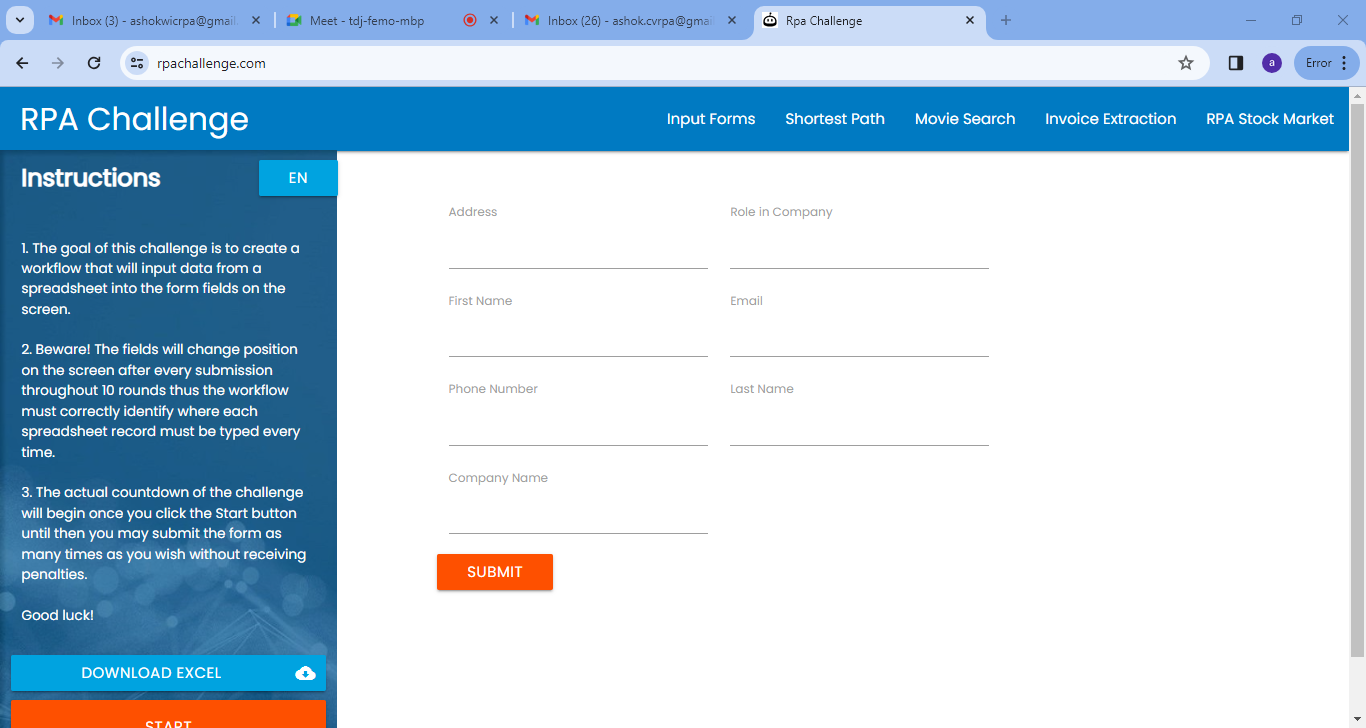 Inbox (3) - ashokwicrpa@gmail.
Meet - tdj-femo-mbp
Inbox (26) - ashok.cvrpa@gmai
Rpa Challenge
rpachallenge.com
a
Error
RPA Challenge
Input Forms
Shortest Path
Movie Search
Invoice Extraction
RPA Stock Market
Instructions
EN
1. The goal of this challenge is to create a
workflow that will input data from a
spreadsheet into the form fields on the
screen.
2. Beware! The fields will change position
on the screen after every submission
throughout 10 rounds thus the workflow
must correctly identify where each
spreadsheet record must be typed every
time.
3. The actual countdown of the challenge
will begin once you click the Start button
until then you may submit the form as
many times as you wish without receiving
penalties.
Good luck!
DOWNLOAD EXCEL
START
Address
Role in Company
First Name
Email
Phone Number
Last Name
Company Name
SUBMIT